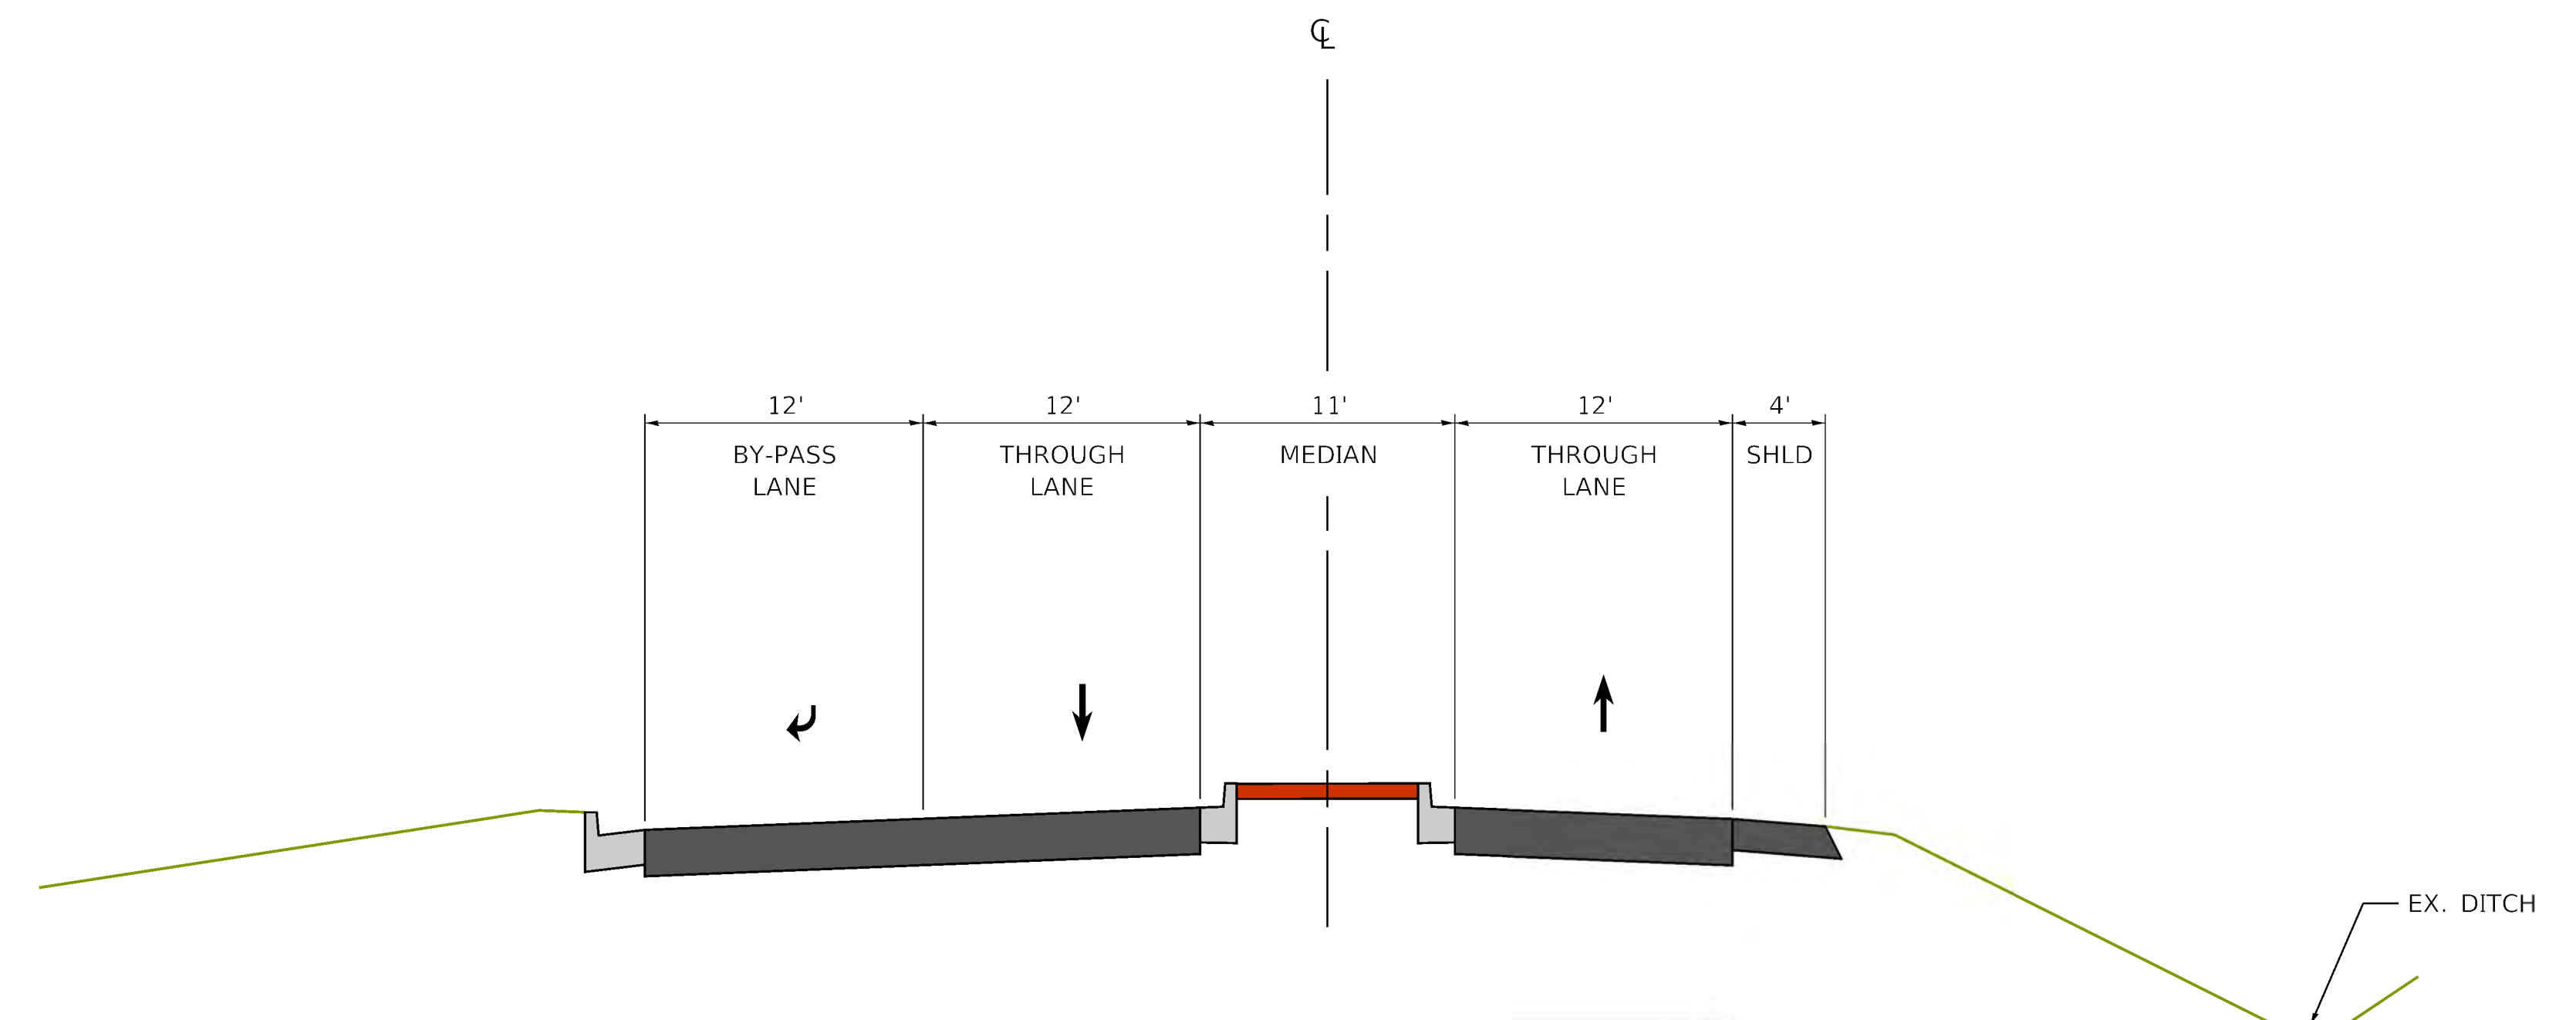 ℄
12' 12' 11' 12' 4'
BY-PASS LANE
THROUGH LANE
MEDIAN
THROUGH LANE
SHLD
EX. DITCH